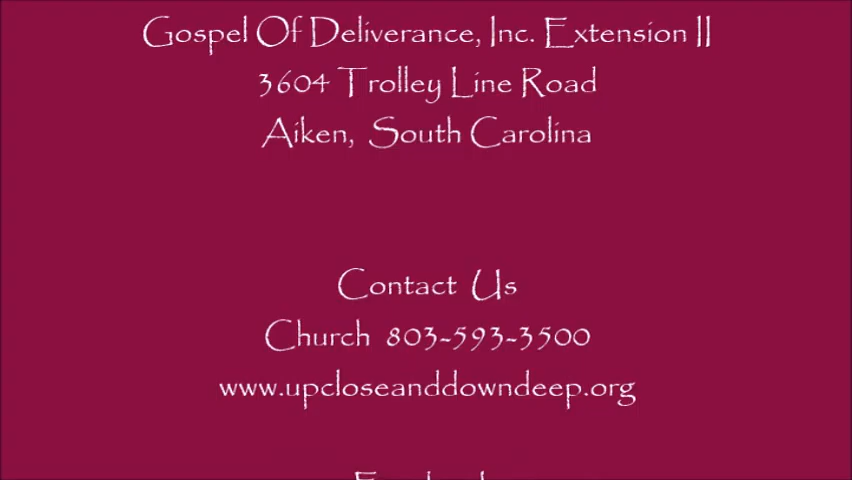 Gospel Of Deliverance, Inc. Extension II
3604 Trolley Line Road
Aiken, South Carolina
Contact Us
Church 803-593-3500
www.upcloseanddowndeep.org